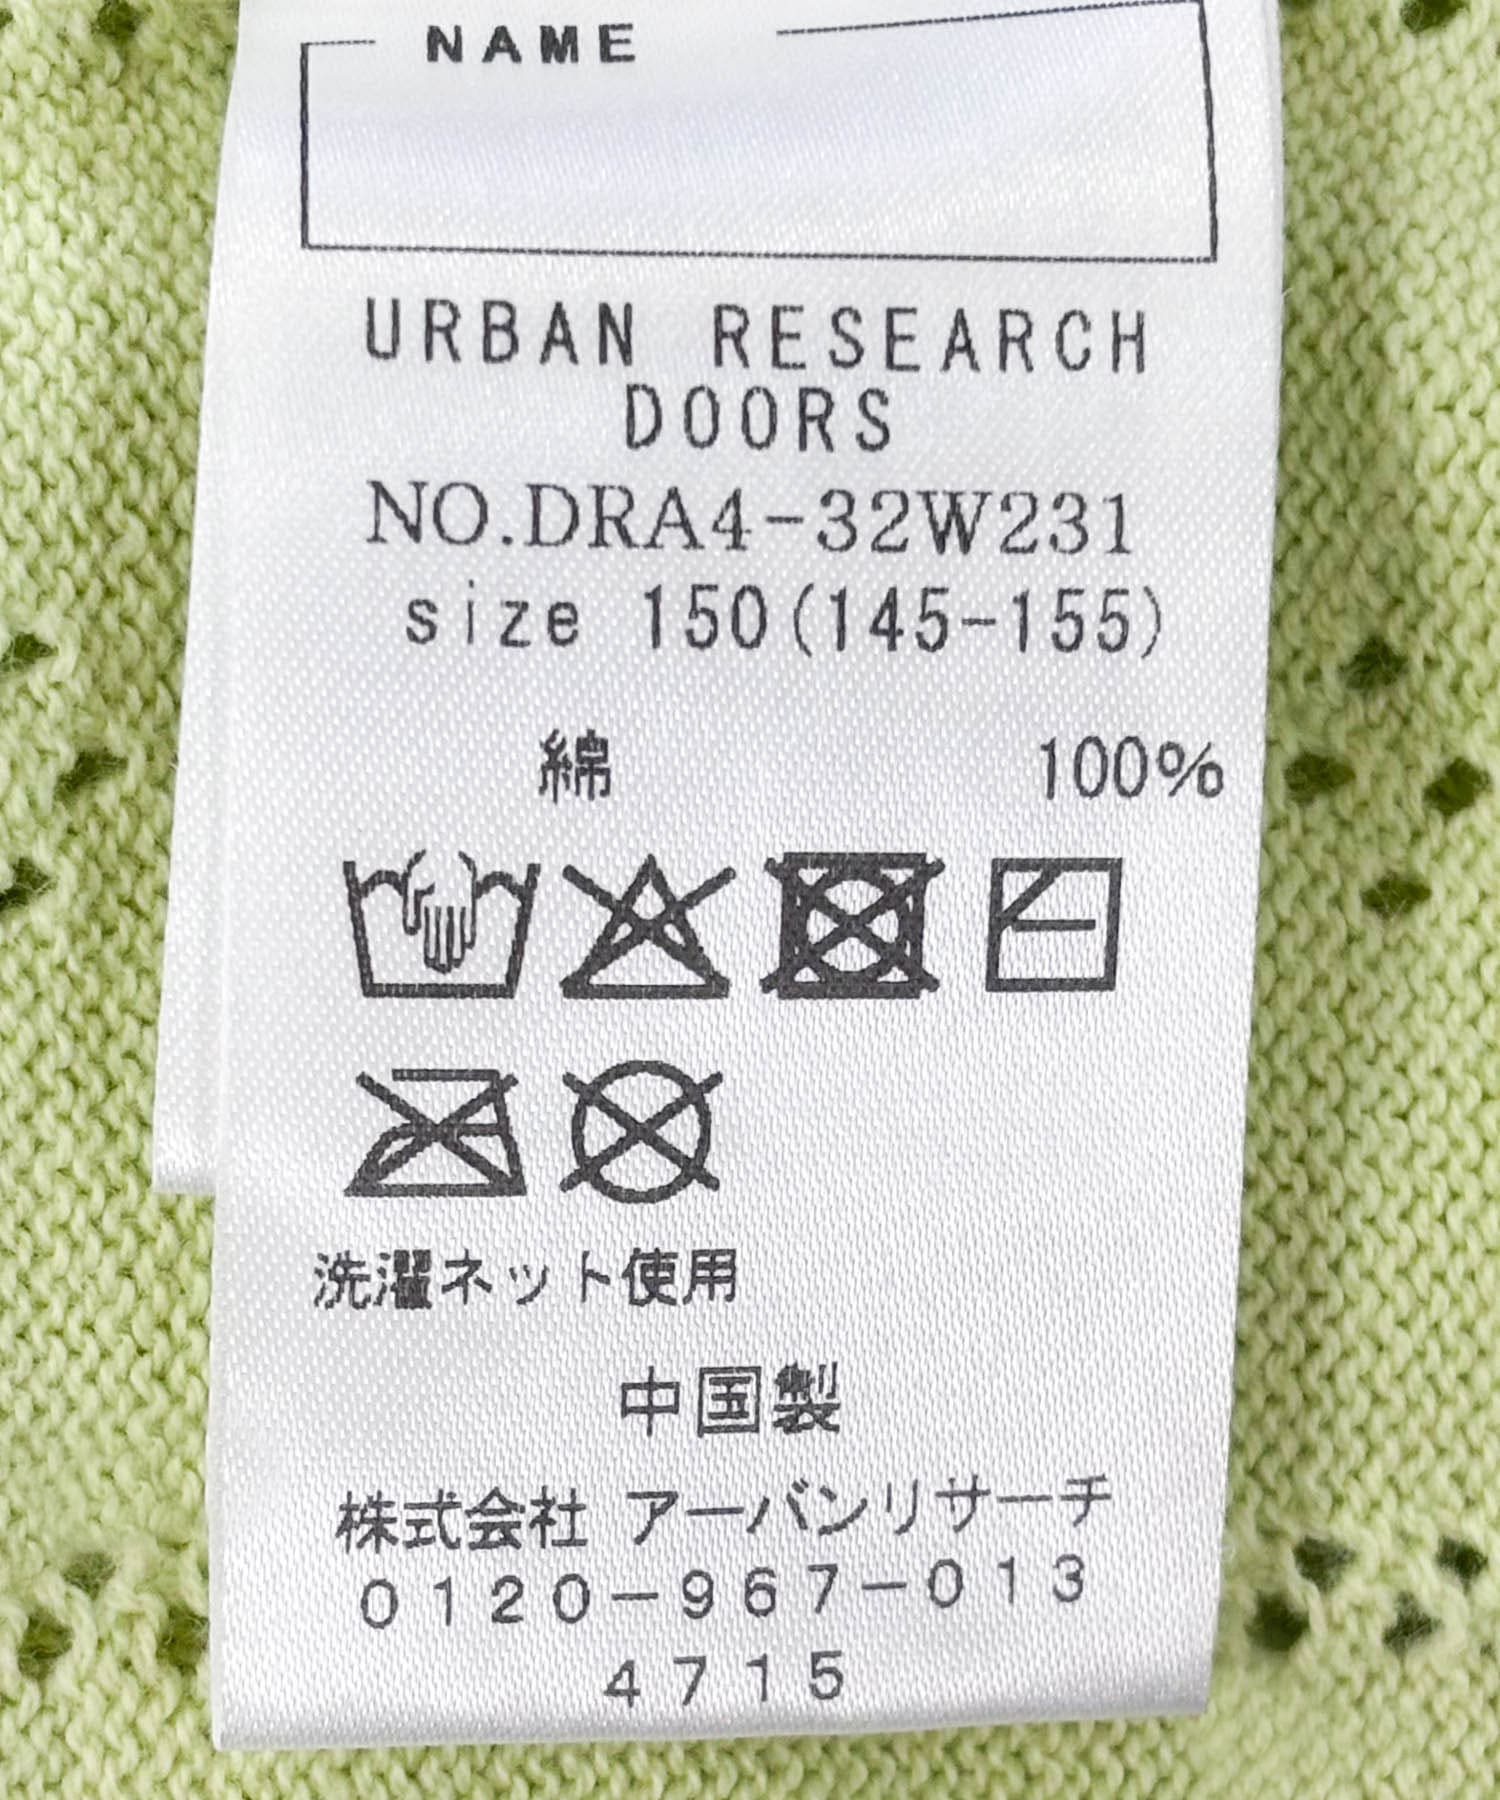 NAME
URBAN RESEARCH
DOORS
NO.DRA4-32W231
size 150(145-155)
綿 100%
洗濯ネット使用
中国製
株式会社 アーバンリサーチ
0120-967-013
4715